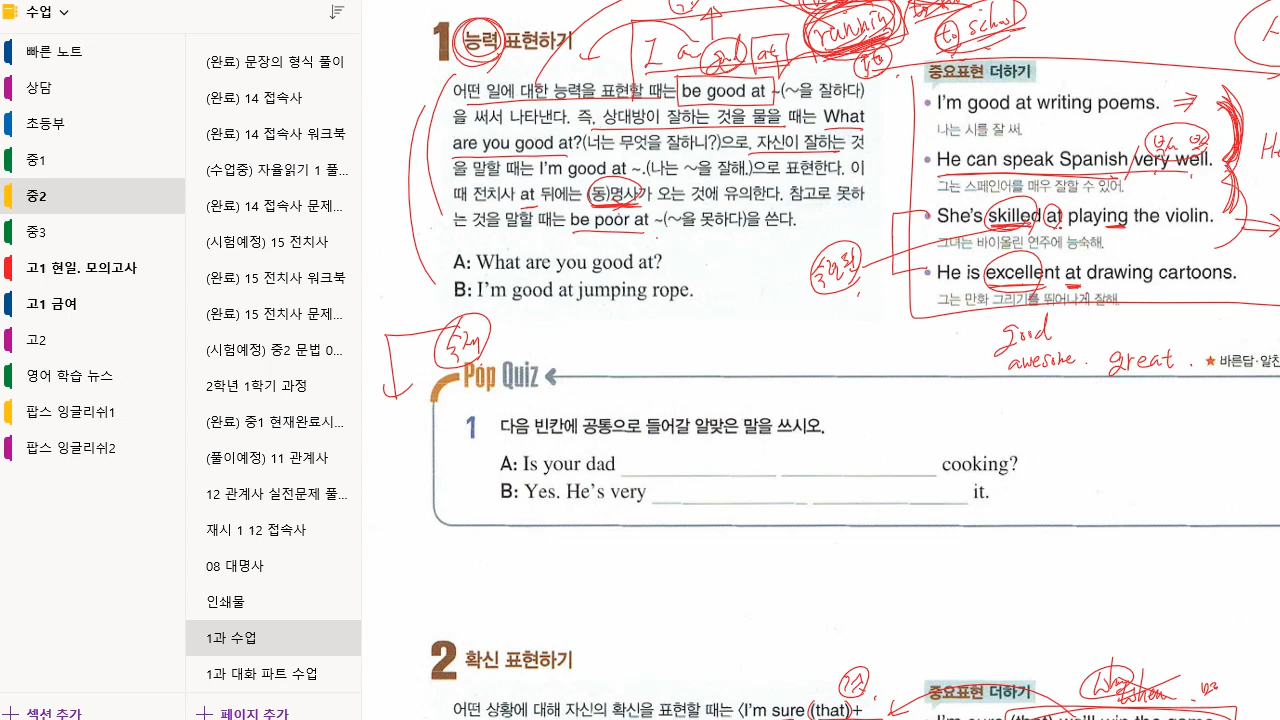 수업
빠른 노트
상담
초등부
중1
중2
중3
고1 현일. 모의고사
고1 금여
고2
영어 학습 뉴스
팝스 잉글리쉬1
팝스 잉글리쉬2
섹션 추가
(완료) 문장의 형식 풀이
(완료) 14 접속사
(완료) 14 접속사 워크북
(수업중) 자율읽기 1 풀...
(완료) 14 접속사 문제...
(시험예정) 15 전치사
(완료) 15 전치사 워크북
(완료) 15 전치사 문제...
(시험예정) 중2 문법 0...
2학년 1학기 과정
(완료) 중1 현재완료시...
(풀이예정) 11 관계사
12 관계사 실전문제 풀...
재시 1 12 접속사
08 대명사
인쇄물
1과 수업
1과 대화 파트 수업
페이지 추가
1 능력 표현하기
I am good at running
to school
어떤 일에 대한 능력을 표현할 때는 be good at ~(~을 잘하다)
을 써서 나타낸다. 즉, 상대방이 잘하는 것을 물을 때는 What
are you good at?(너는 무엇을 잘하니?)으로, 자신이 잘하는 것
을 말할 때는 I'm good at ~.(나는 ~을 잘해.)으로 표현한다. 이
때 전치사 at 뒤에는 (동)명사가 오는 것에 유의한다. 참고로 못하
는 것을 말할 때는 be poor at ~(~을 못하다)을 쓴다.
A: What are you good at?
B: I'm good at jumping rope.
중요표현 더하기
• I'm good at writing poems.
나는 시를 잘 써.
• He can speak Spanish very well.
그는 스페인어를 매우 잘할 수 있어.
• She's skilled at playing the violin.
그녀는 바이올린 연주에 능숙해.
• He is excellent at drawing cartoons.
그는 만화 그리기를 뛰어나게 잘해.
숙련된
good
awesome. great.
★ 바른답·알찬
숙제
Pop Quiz
1 다음 빈칸에 공통으로 들어갈 알맞은 말을 쓰시오.
A: Is your dad ____ ____ cooking?
B: Yes. He's very ____ ____ it.
2 확신 표현하기
어떤 상황에 대해 자신의 확신을 표현할 때는 〈I'm sure (that)+
중요표현 더하기
I'm sure (that) we'll win the game